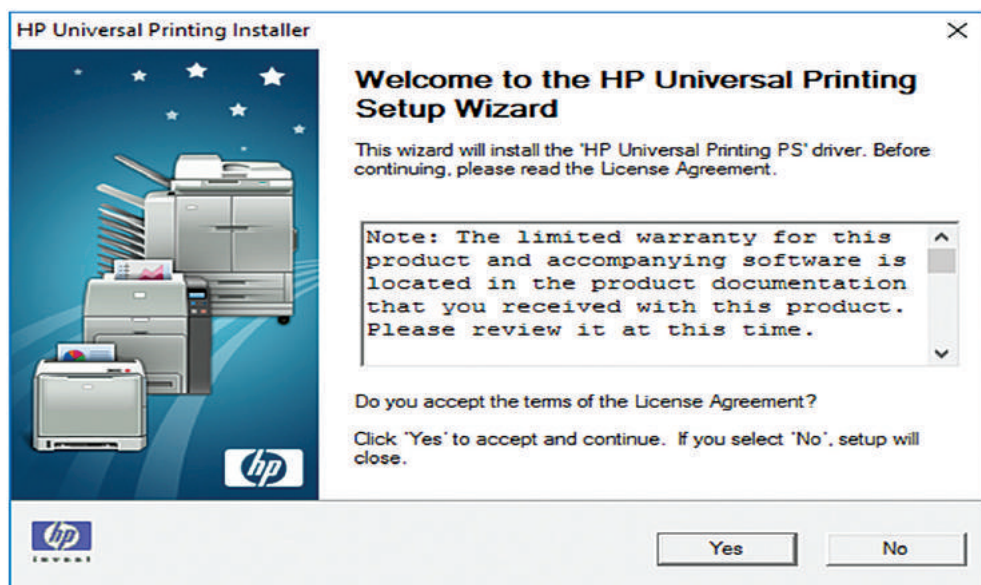 HP Universal Printing Installer
Welcome to the HP Universal Printing
Setup Wizard
This wizard will install the 'HP Universal Printing PS' driver. Before
continuing, please read the License Agreement.
Note: The limited warranty for this
product and accompanying software is
located in the product documentation
that you received with this product.
Please review it at this time.
Do you accept the terms of the License Agreement?
Click 'Yes' to accept and continue. If you select 'No', setup will
close.
hp
hp
invent
Yes
No